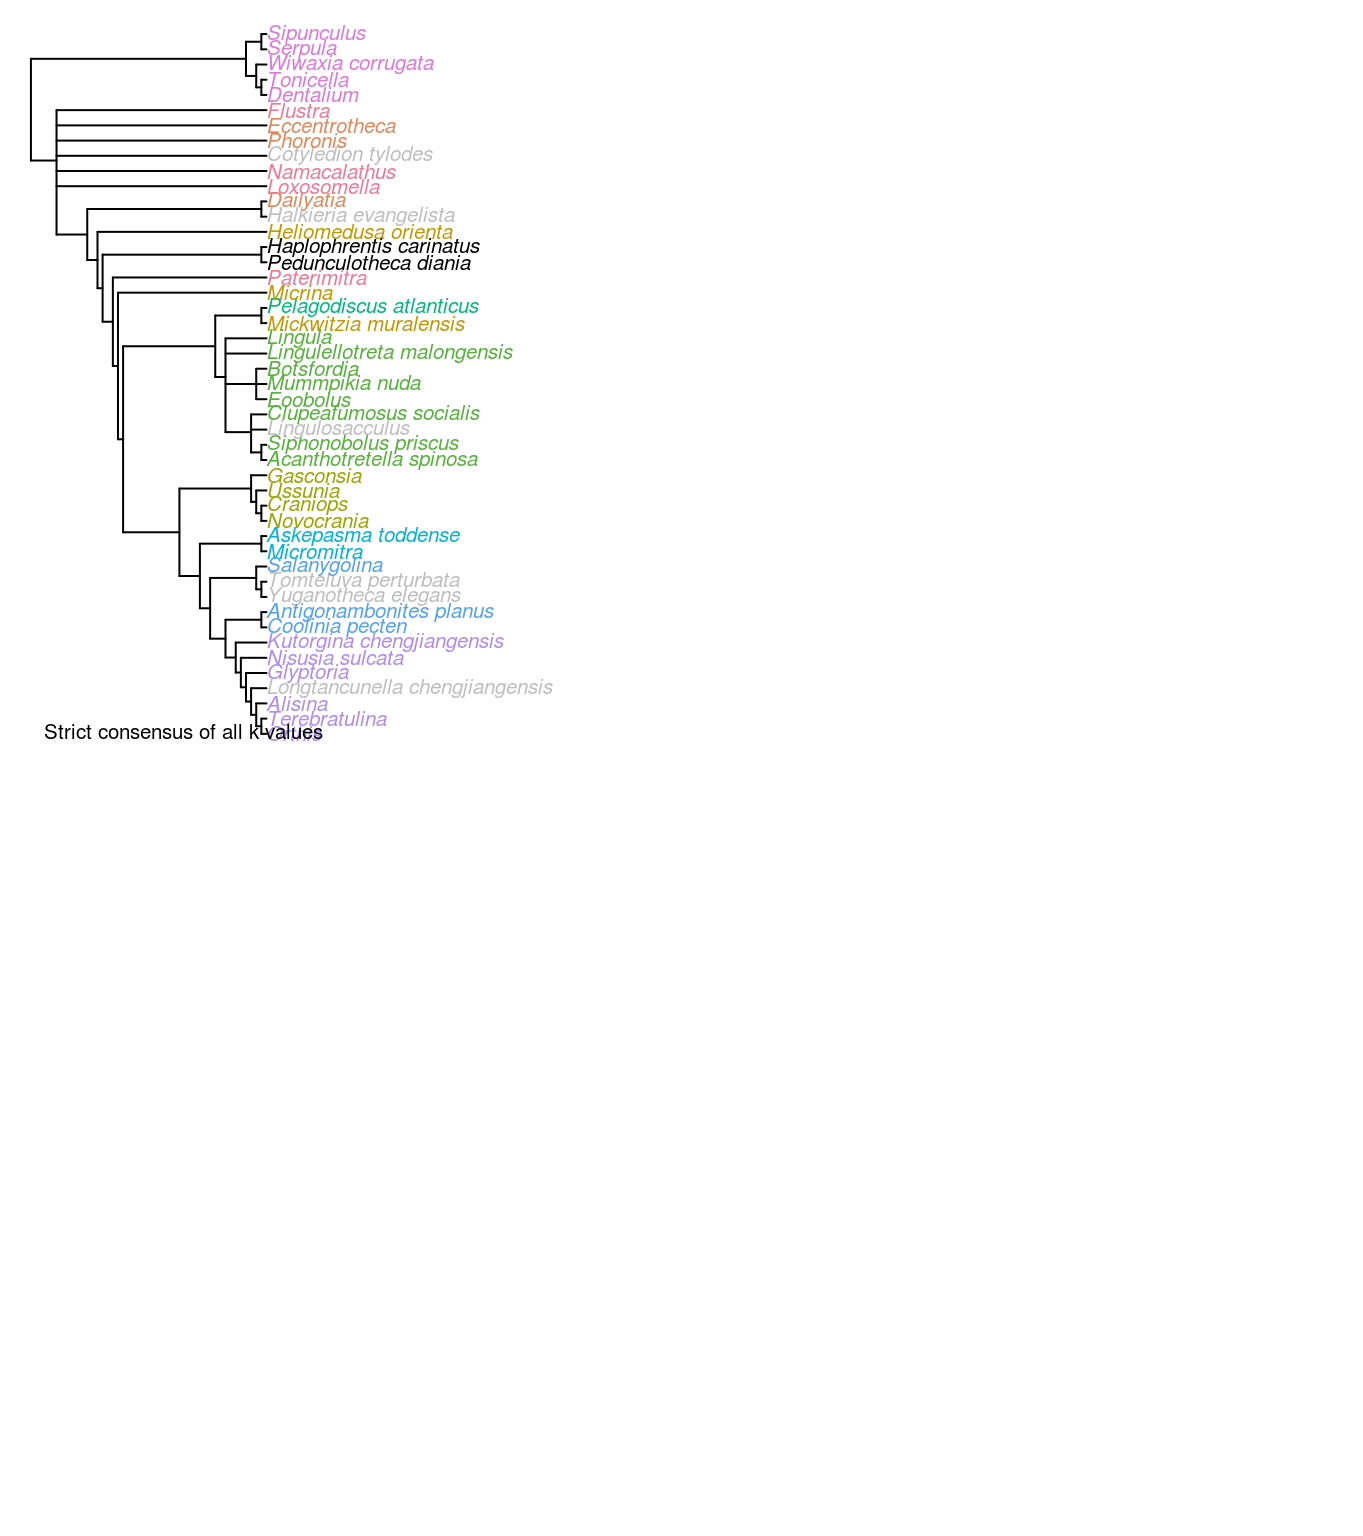 Sipunculus
Serpula
Wiwaxia corrugata
Tonicella
Dentalium
Flustra
Eccentrotheca
Phoronis
Cotyledion tylodes
Namacalathus
Loxosomella
Dailyatia
Halkieria evangelista
Heliomedusa orienta
Haplophrentis carinatus
Pedunculotheca diania
Paterimitra
Micrina
Pelagodiscus atlanticus
Mickwitzia muralensis
Lingula
Lingulellotreta malongensis
Botsfordia
Mummpikia nuda
Eoobolus
Clupeafumosus socialis
Lingulosacculus
Siphonobolus priscus
Acanthotretella spinosa
Gasconsia
Ussunia
Craniops
Novocrania
Askepasma toddense
Micromitra
Salanygolina
Tomteluva perturbata
Yuganotheca elegans
Antigonambonites planus
Coolinia pecten
Kutorgina chengjiangensis
Nisusia sulcata
Glyptoria
Longtancunella chengjiangensis
Alisina
Terebratulina
Strict consensus of all k values